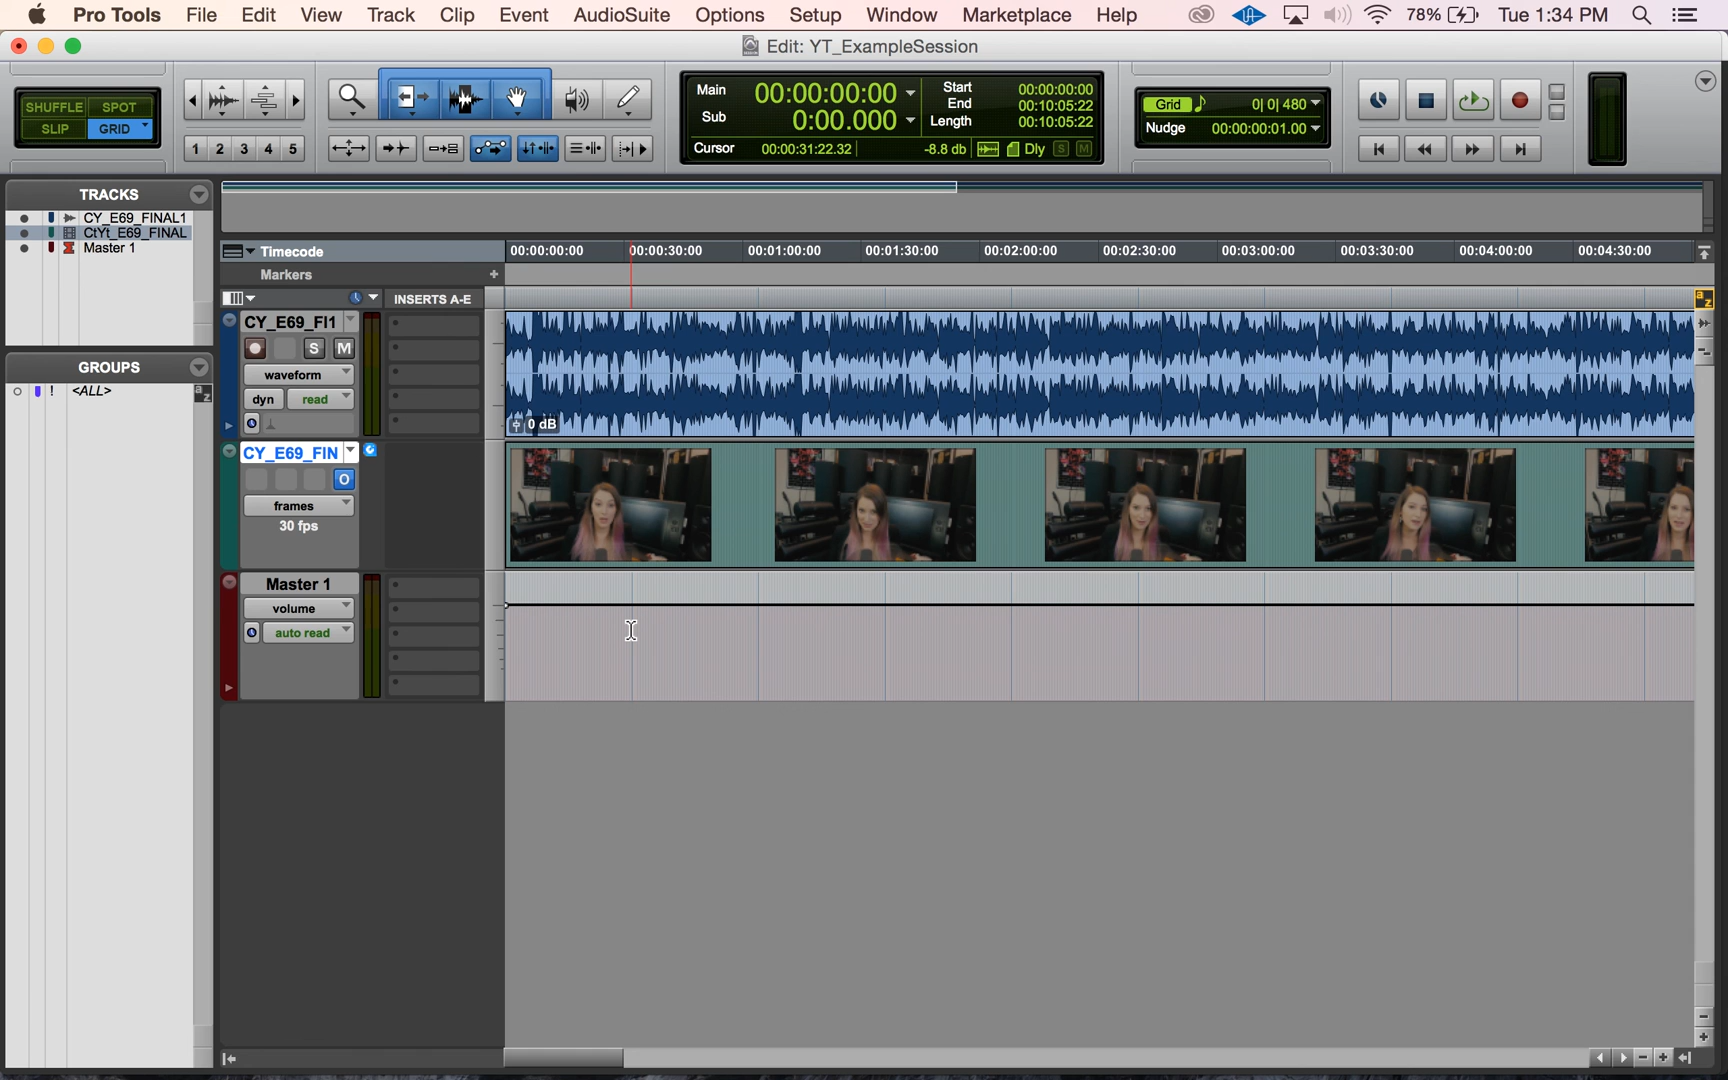 Pro Tools File Edit View Track Clip Event AudioSuite Options Setup Window Marketplace Help 78% Tue 1:34 PM
Edit: YT_ExampleSession
SHUFFLE SPOT
SLIP GRID
1 2 3 4 5
Main 00:00:00:00
Sub 0:00.000
Start 00:00:00:00
End 00:10:05:22
Length 00:10:05:22
Cursor 00:00:31:22.32 -8.8 db Dly S M
Grid 0| 0| 480
Nudge 00:00:00:01.00
TRACKS
CY_E69_FINAL1
CtYt_E69_FINAL
Master 1
GROUPS
! <ALL>
a z
Timecode 00:00:00:00 00:00:30:00 00:01:00:00 00:01:30:00 00:02:00:00 00:02:30:00 00:03:00:00 00:03:30:00 00:04:00:00 00:04:30:00
Markers +
INSERTS A-E
a z
CY_E69_FI1
S M
waveform
dyn read
0 dB
CY_E69_FIN
O
frames
30 fps
Master 1
volume
auto read